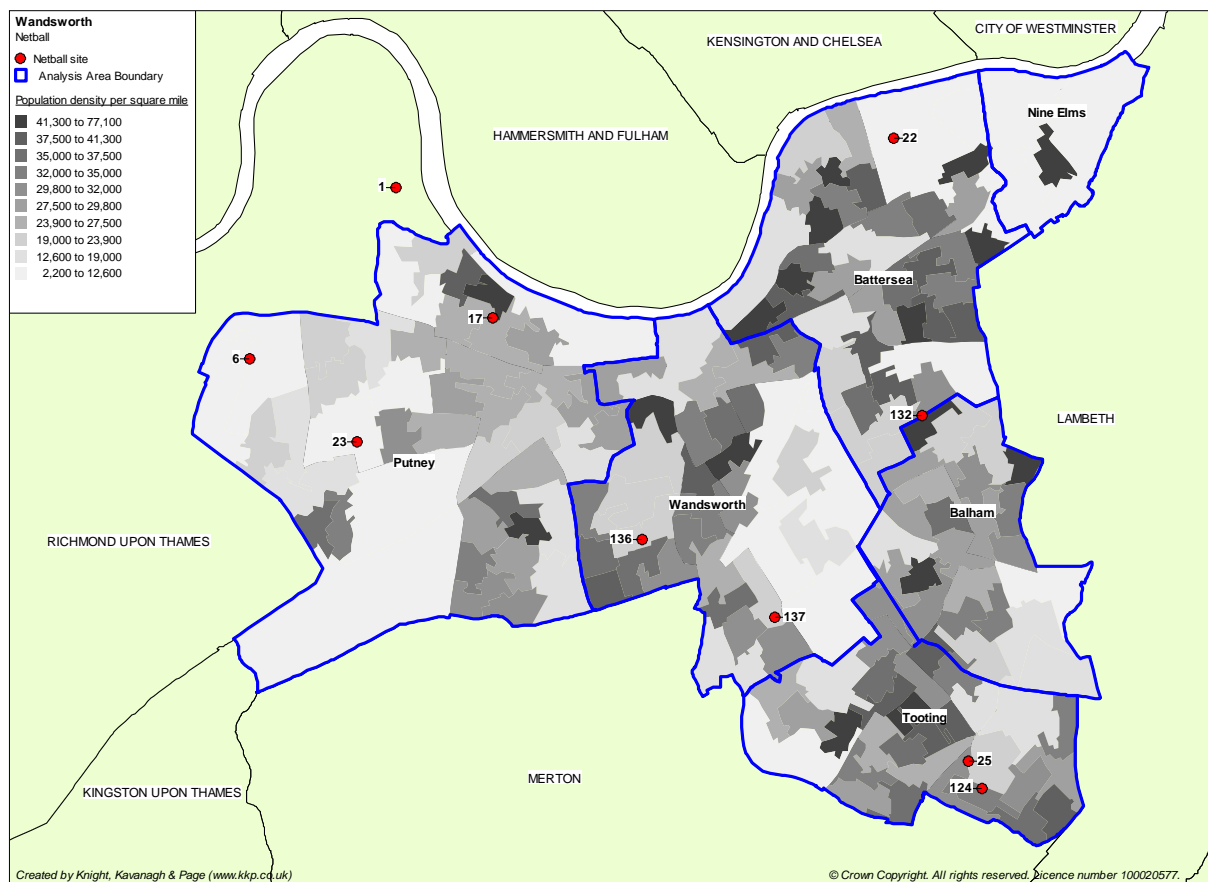 Wandsworth
Netball
Netball site
Analysis Area Boundary
Population density per square mile
41,300 to 77,100
37,500 to 41,300
35,000 to 37,500
32,000 to 35,000
29,800 to 32,000
27,500 to 29,800
23,900 to 27,500
19,000 to 23,900
12,600 to 19,000
2,200 to 12,600
CITY OF WESTMINSTER
KENSINGTON AND CHELSEA
Nine Elms
HAMMERSMITH AND FULHAM
22
1
Battersea
17
6
132
LAMBETH
23
Putney
Wandsworth
Balham
136
RICHMOND UPON THAMES
137
Tooting
25
MERTON
124
KINGSTON UPON THAMES
Created by Knight, Kavanagh & Page (www.kkp.co.uk)
© Crown Copyright. All rights reserved. Licence number 100020577.